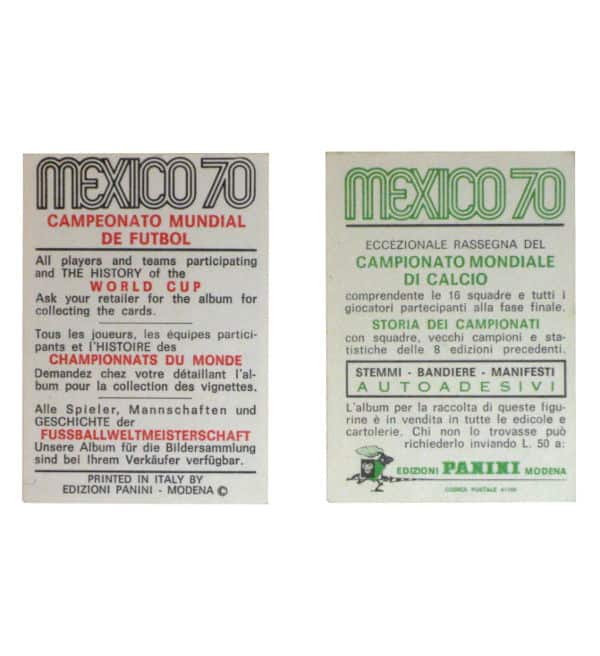 MEXICO 70
CAMPEONATO MUNDIAL
DE FUTBOL
All players and teams participating
and THE HISTORY of the
WORLD CUP
Ask your retailer for the album for
collecting the cards.
Tous les joueurs, les équipes partici-
pants et l'HISTOIRE des
CHAMPIONNATS DU MONDE
Demandez chez votre détaillant l'al-
bum pour la collection des vignettes.
Alle Spieler, Mannschaften und
GESCHICHTE der
FUSSBALLWELTMEISTERSCHAFT
Unsere Album für die Bildersammlung
sind bei Ihrem Verkäufer verfügbar.
PRINTED IN ITALY BY
EDIZIONI PANINI - MODENA ©
MEXICO 70
ECCEZIONALE RASSEGNA DEL
CAMPIONATO MONDIALE
DI CALCIO
comprendente le 16 squadre e tutti i
giocatori partecipanti alla fase finale.
STORIA DEI CAMPIONATI
con squadre, vecchi campioni e sta-
tistiche delle 8 edizioni precedenti.
STEMMI - BANDIERE - MANIFESTI
AUTOADESIVI
L'album per la raccolta di queste figu-
rine è in vendita in tutte le edicole e
cartolerie. Chi non lo trovasse può
richiederlo inviando L. 50 a:
EDIZIONI PANINI MODENA
CODICE POSTALE 41100